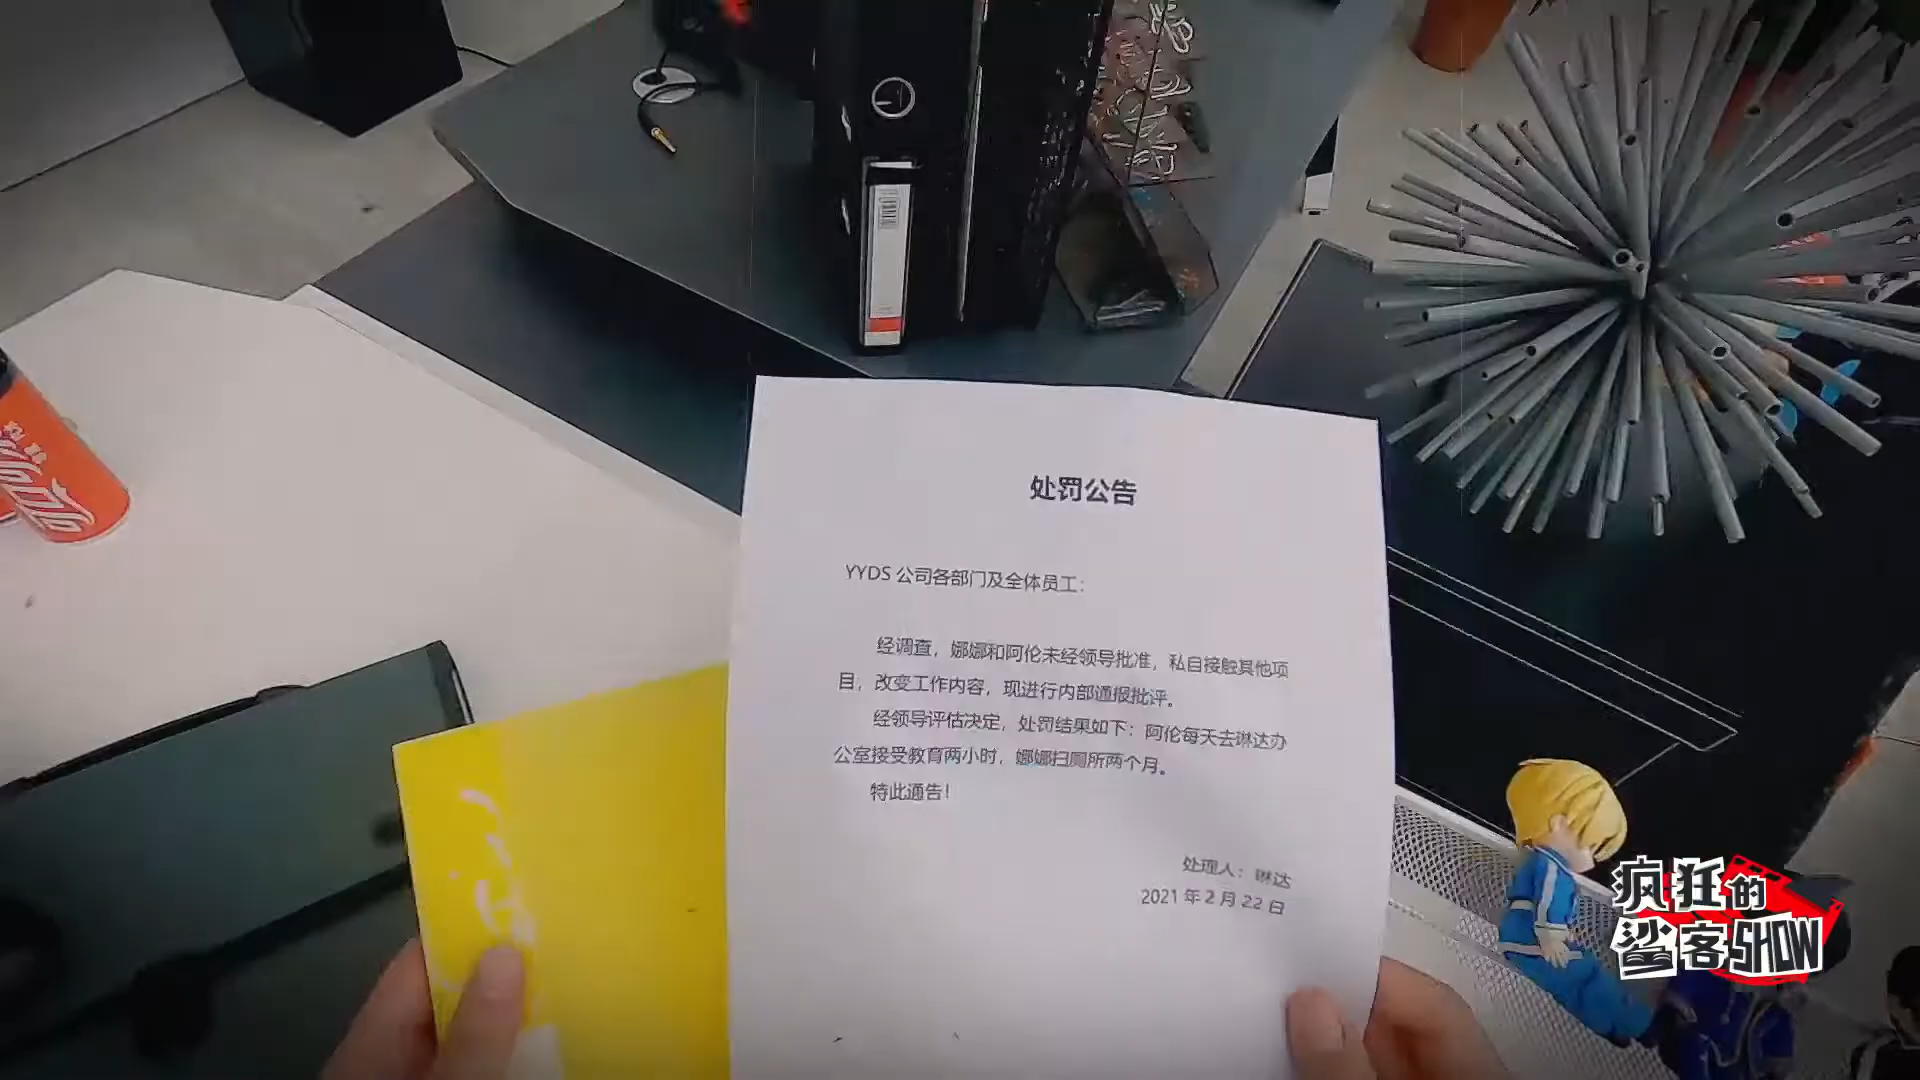 处罚公告
YYDS 公司各部门及全体员工：
经调查，娜娜和阿伦未经领导批准，私自接触其他项
目，改变工作内容，现进行内部通报批评。
经领导评估决定，处罚结果如下：阿伦每天去琳达办
公室接受教育两小时，娜娜扫厕所两个月。
特此通告！
处理人：琳达
2021 年 2 月 22 日
疯狂的
鲨客SHOW